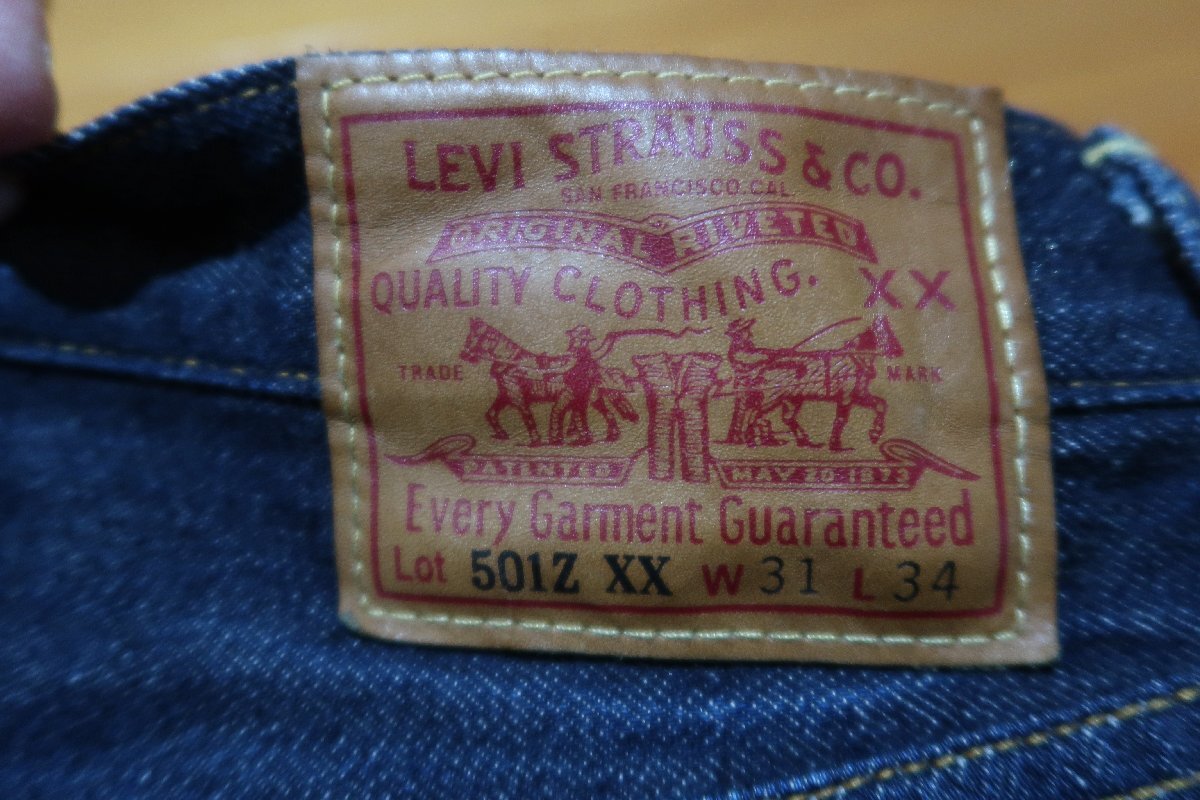 LEVI STRAUSS & CO.
SAN FRANCISCO, CAL.
ORIGINAL RIVETED
QUALITY CLOTHING. XX
TRADE MARK
PATENTED MAY 20 1873
Every Garment Guaranteed
Lot 501Z XX W 31 L 34